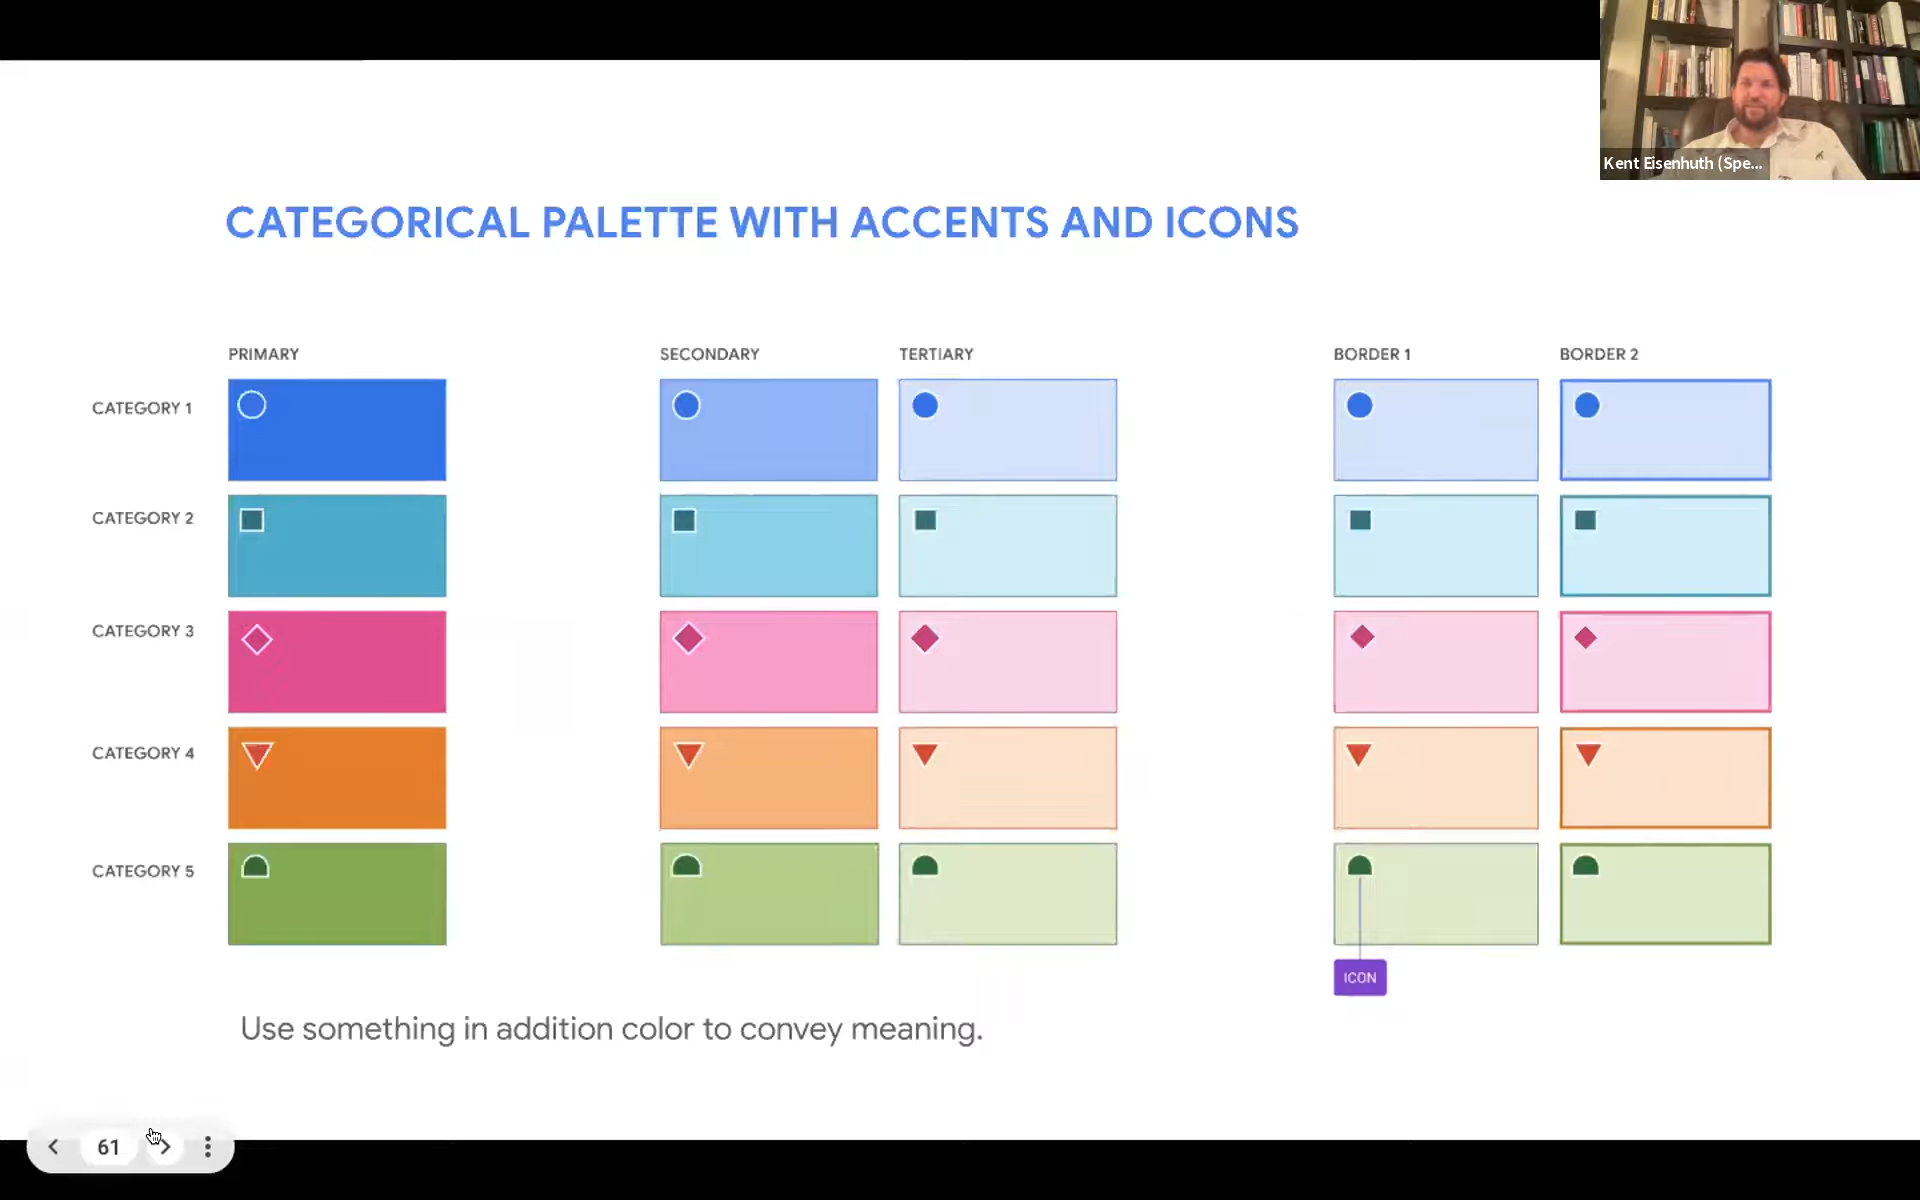 Kent Eisenhuth (Spe...
CATEGORICAL PALETTE WITH ACCENTS AND ICONS
PRIMARY
SECONDARY
TERTIARY
BORDER 1
BORDER 2
CATEGORY 1
CATEGORY 2
CATEGORY 3
CATEGORY 4
CATEGORY 5
ICON
Use something in addition color to convey meaning.
61